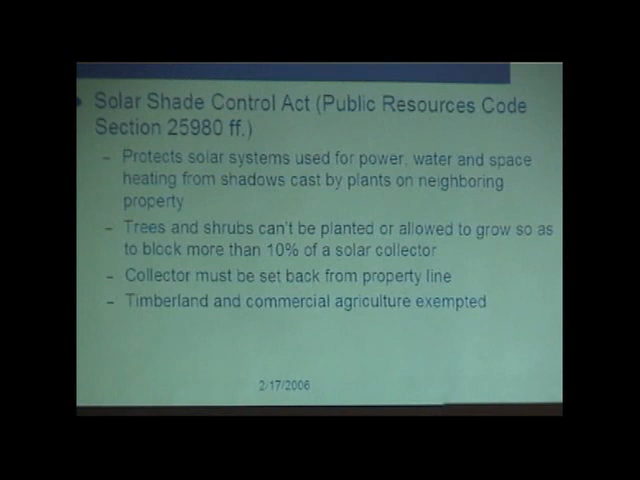 • Solar Shade Control Act (Public Resources Code
Section 25980 ff.)
– Protects solar systems used for power, water and space
heating from shadows cast by plants on neighboring
property
– Trees and shrubs can't be planted or allowed to grow so as
to block more than 10% of a solar collector
– Collector must be set back from property line
– Timberland and commercial agriculture exempted
2/17/2006